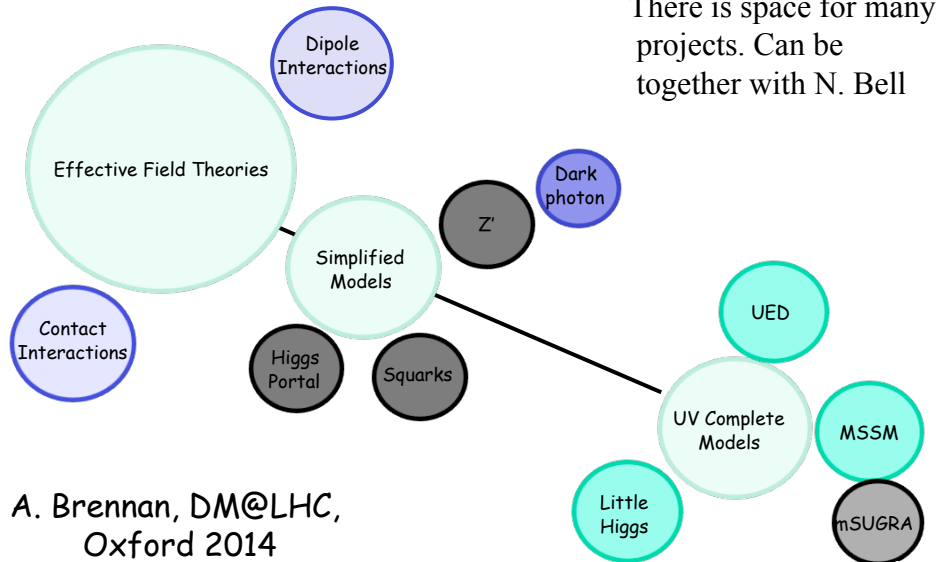 There is space for many
projects. Can be
together with N. Bell
Dipole
Interactions
Effective Field Theories
Dark
photon
Z'
Simplified
Models
Contact
Interactions
Higgs
Portal
Squarks
UED
UV Complete
Models
MSSM
Little
Higgs
mSUGRA
A. Brennan, DM@LHC,
Oxford 2014